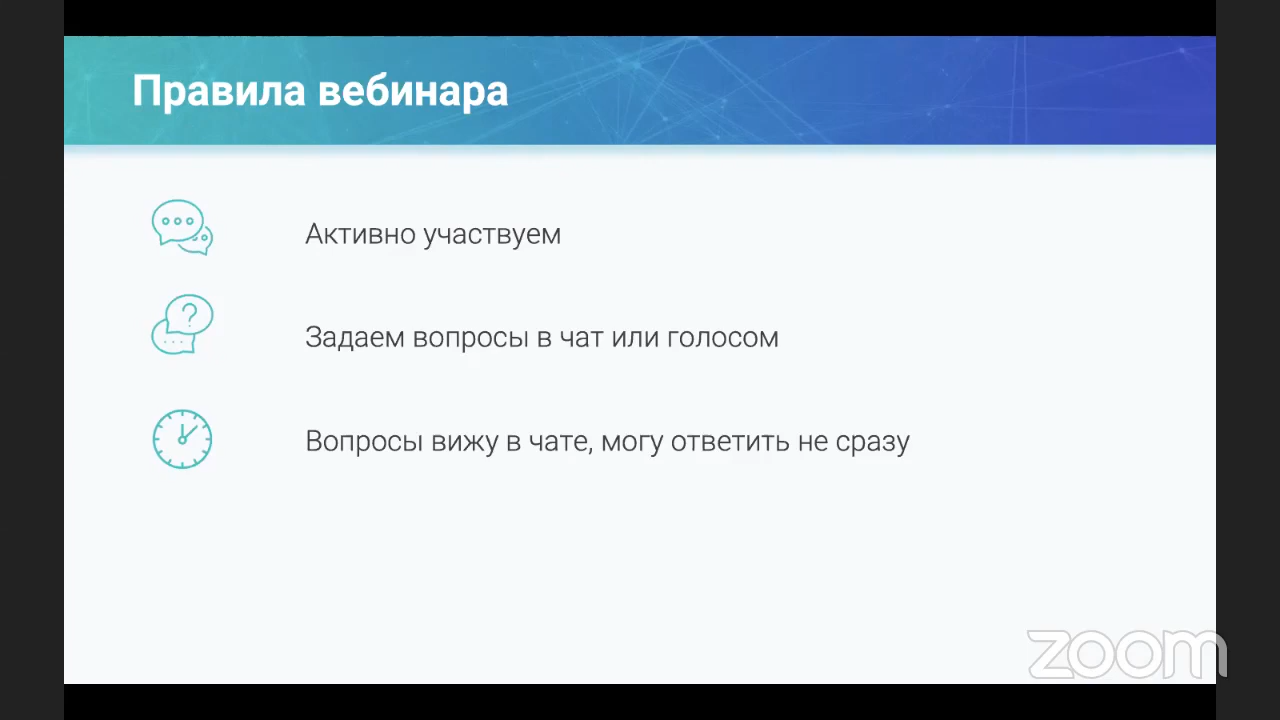 Правила вебинара
Активно участвуем
Задаем вопросы в чат или голосом
Вопросы вижу в чате, могу ответить не сразу
zoom